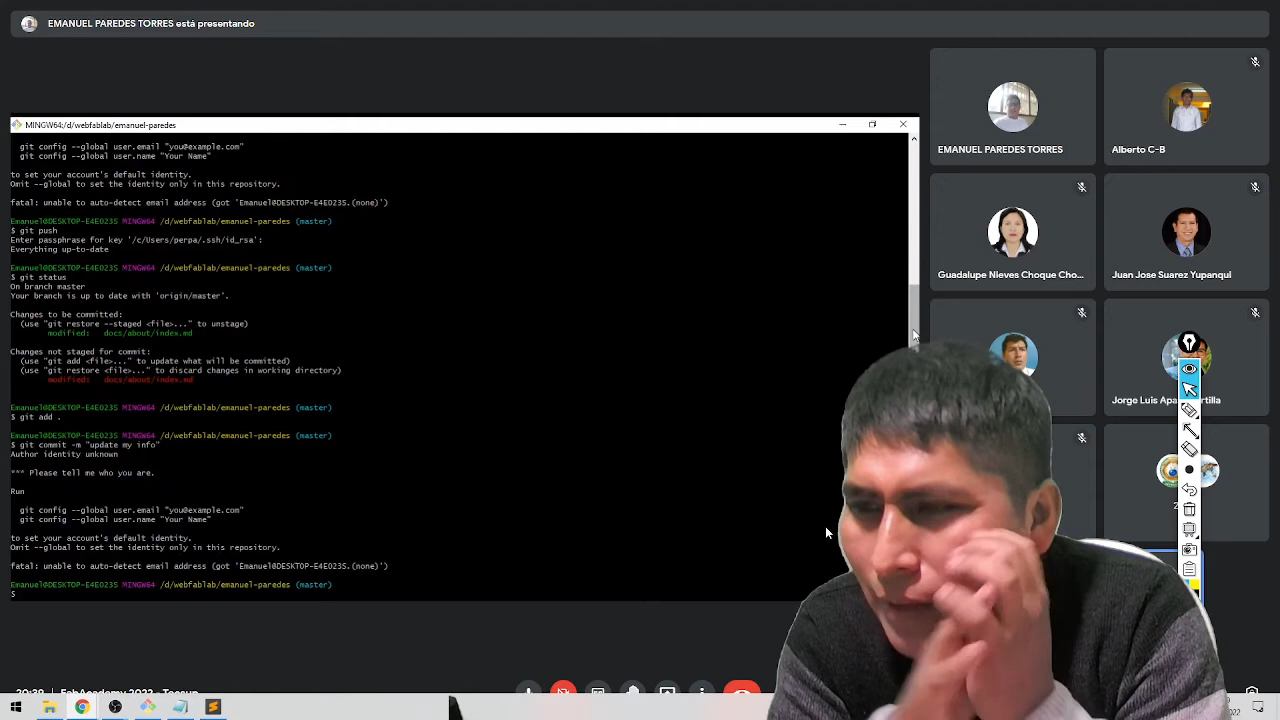 EMANUEL PAREDES TORRES está presentando
MINGW64:/d/webfablab/emanuel-paredes
git config --global user.email "you@example.com"
git config --global user.name "Your Name"
to set your account's default identity.
Omit --global to set the identity only in this repository.
fatal: unable to auto-detect email address (got 'Emanuel@DESKTOP-E4E023S.(none)')
Emanuel@DESKTOP-E4E023S MINGW64 /d/webfablab/emanuel-paredes (master)
$ git push
Enter passphrase for key '/c/Users/perpa/.ssh/id_rsa':
Everything up-to-date
Emanuel@DESKTOP-E4E023S MINGW64 /d/webfablab/emanuel-paredes (master)
$ git status
On branch master
Your branch is up to date with 'origin/master'.
Changes to be committed:
(use "git restore --staged <file>..." to unstage)
modified: docs/about/index.md
Changes not staged for commit:
(use "git add <file>..." to update what will be committed)
(use "git restore <file>..." to discard changes in working directory)
modified: docs/about/index.md
Emanuel@DESKTOP-E4E023S MINGW64 /d/webfablab/emanuel-paredes (master)
$ git add .
Emanuel@DESKTOP-E4E023S MINGW64 /d/webfablab/emanuel-paredes (master)
$ git commit -m "update my info"
Author identity unknown
*** Please tell me who you are.
Run
git config --global user.email "you@example.com"
git config --global user.name "Your Name"
to set your account's default identity.
Omit --global to set the identity only in this repository.
fatal: unable to auto-detect email address (got 'Emanuel@DESKTOP-E4E023S.(none)')
Emanuel@DESKTOP-E4E023S MINGW64 /d/webfablab/emanuel-paredes (master)
$
EMANUEL PAREDES TORRES
Alberto C-B
Guadalupe Nieves Choque Cho...
Juan Jose Suarez Yupanqui
Jorge Luis